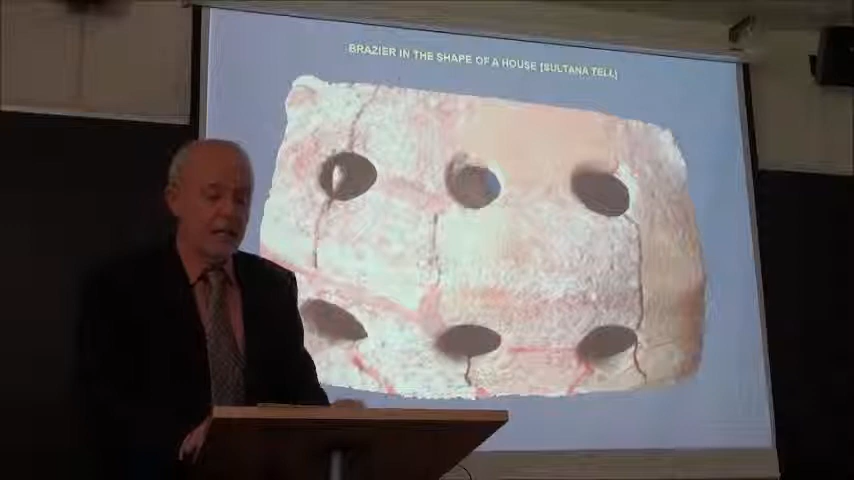 BRAZIER IN THE SHAPE OF A HOUSE [SULTANA TELL]